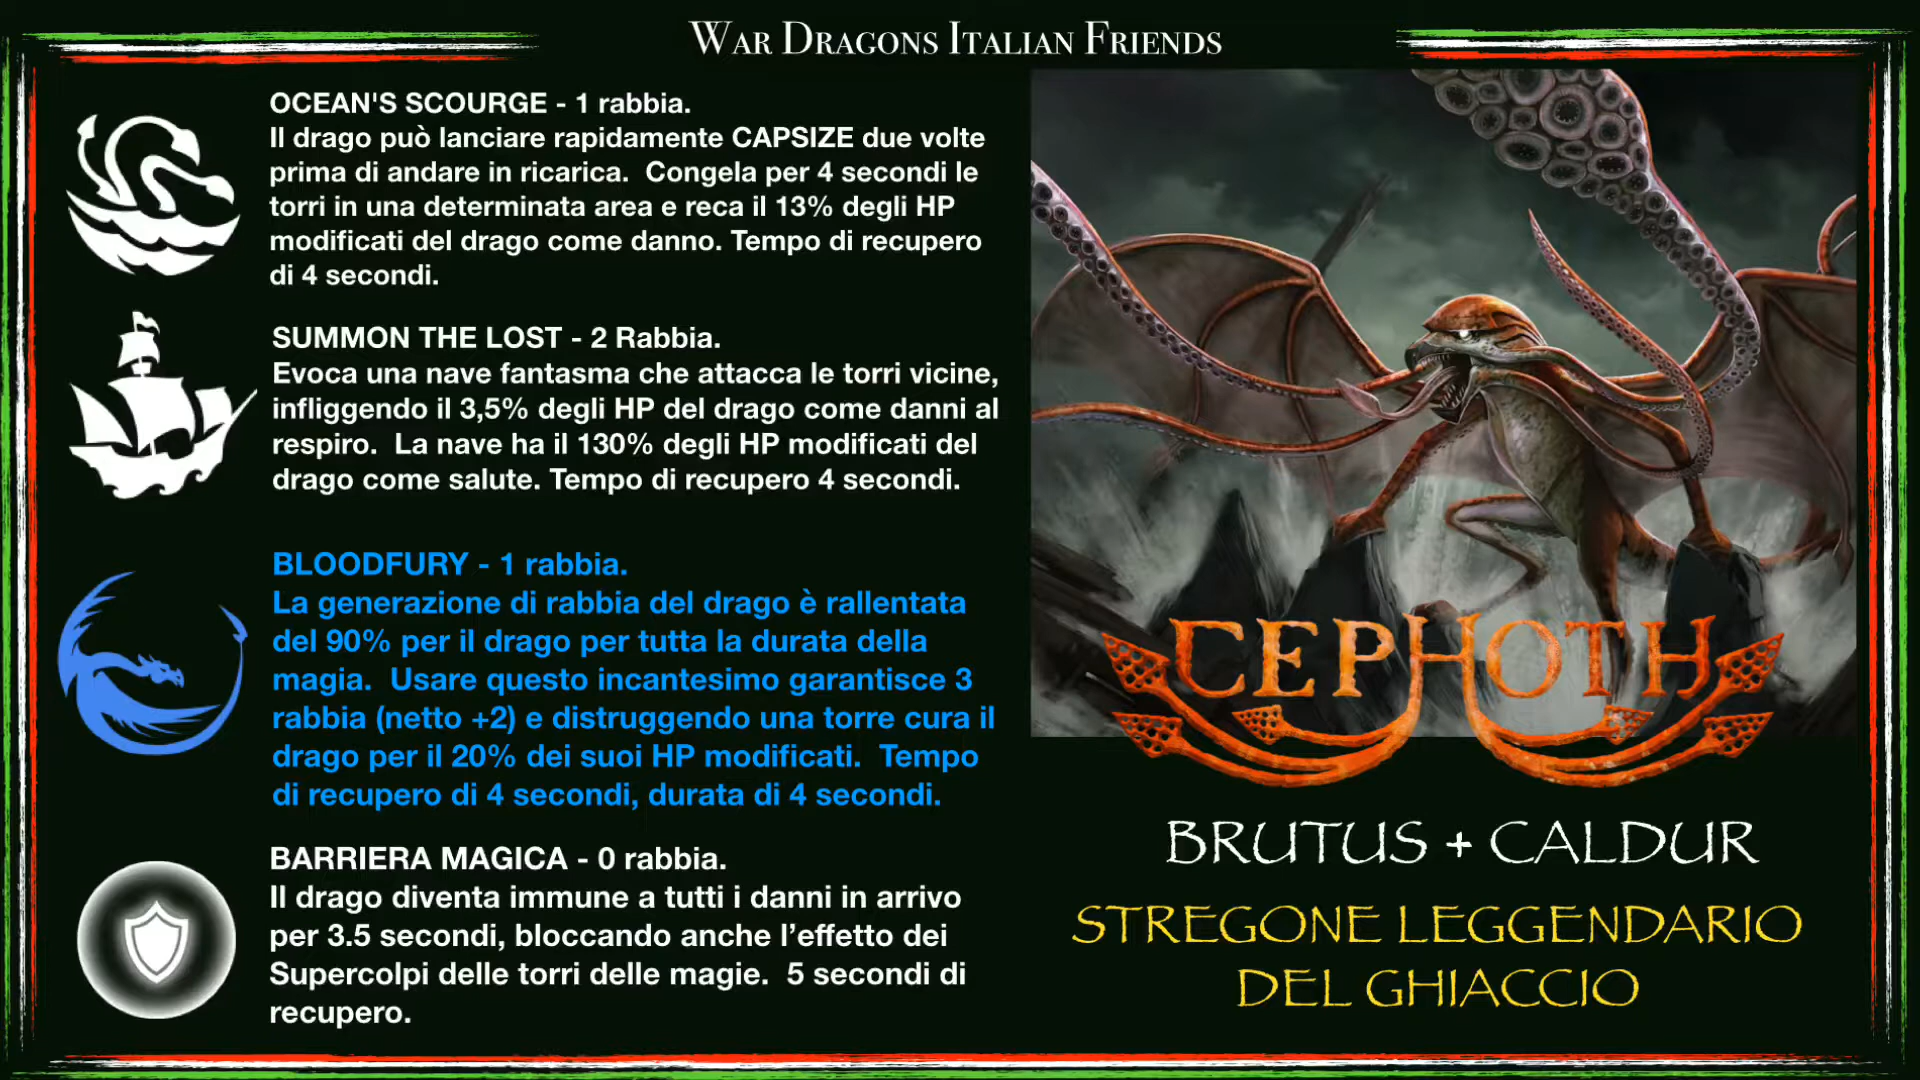 WAR DRAGONS ITALIAN FRIENDS
OCEAN'S SCOURGE - 1 rabbia.
Il drago può lanciare rapidamente CAPSIZE due volte
prima di andare in ricarica.  Congela per 4 secondi le
torri in una determinata area e reca il 13% degli HP
modificati del drago come danno. Tempo di recupero
di 4 secondi.
SUMMON THE LOST - 2 Rabbia.
Evoca una nave fantasma che attacca le torri vicine,
infliggendo il 3,5% degli HP del drago come danni al
respiro.  La nave ha il 130% degli HP modificati del
drago come salute. Tempo di recupero 4 secondi.
BLOODFURY - 1 rabbia.
La generazione di rabbia del drago è rallentata
del 90% per il drago per tutta la durata della
magia.  Usare questo incantesimo garantisce 3
rabbia (netto +2) e distruggendo una torre cura il
drago per il 20% dei suoi HP modificati.  Tempo
di recupero di 4 secondi, durata di 4 secondi.
BARRIERA MAGICA - 0 rabbia.
Il drago diventa immune a tutti i danni in arrivo
per 3.5 secondi, bloccando anche l’effetto dei
Supercolpi delle torri delle magie.  5 secondi di
recupero.
CEPHOTH
BRUTUS + CALDUR
STREGONE LEGGENDARIO
DEL GHIACCIO